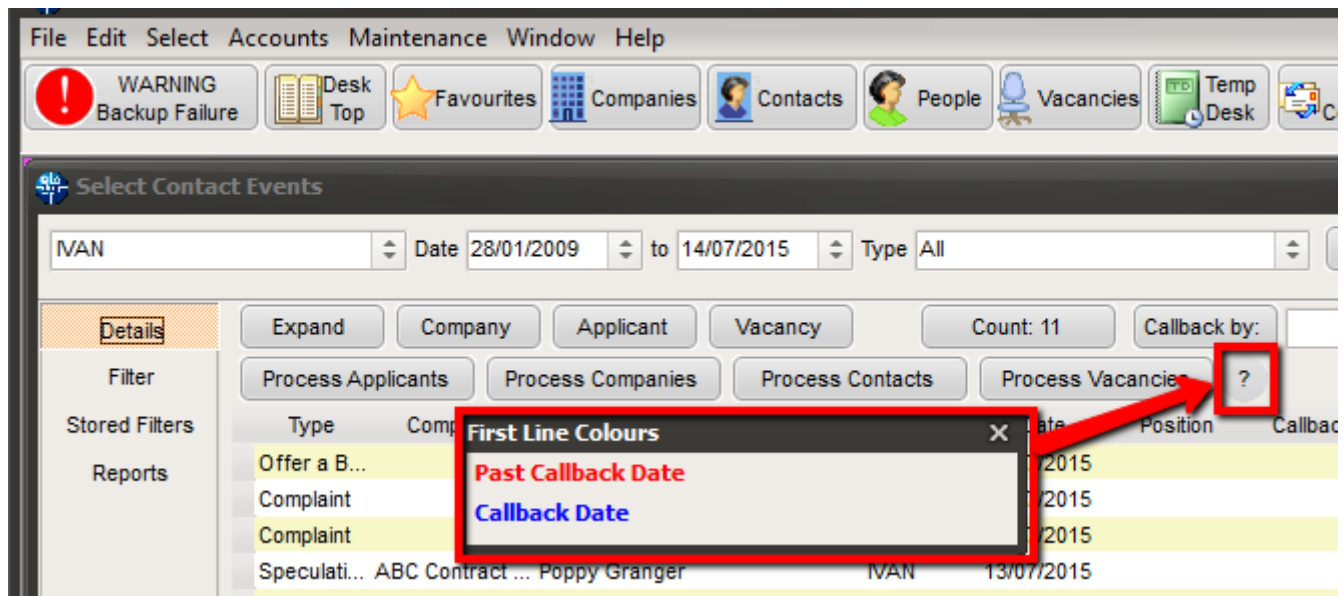 File Edit Select Accounts Maintenance Window Help
WARNING Backup Failure
Desk Top
Favourites
Companies
Contacts
People
Vacancies
Temp Desk
Select Contact Events
IVAN Date 28/01/2009 to 14/07/2015 Type All
Details
Filter
Stored Filters
Reports
Expand Company Applicant Vacancy Count: 11 Callback by:
Process Applicants Process Companies Process Contacts Process Vacancies ?
Type Position
First Line Colours
Past Callback Date
Callback Date
Offer a B... /2015
Complaint /2015
Complaint /2015
Speculati... ABC Contract ... Poppy Granger IVAN 13/07/2015